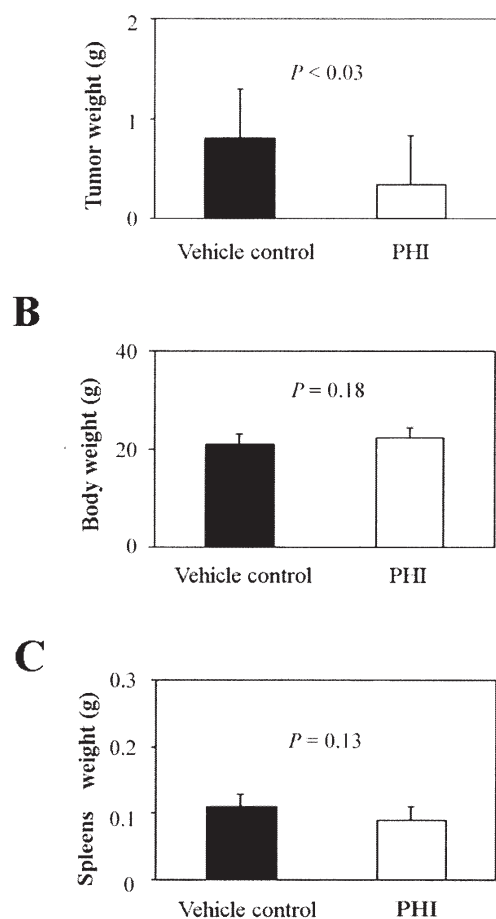 2
P < 0.03
Tumor weight (g)
1
0
Vehicle control PHI
B
40
P = 0.18
Body weight (g)
20
0
Vehicle control PHI
C
0.3
P = 0.13
Spleens weight (g)
0.2
0.1
0
Vehicle control PHI